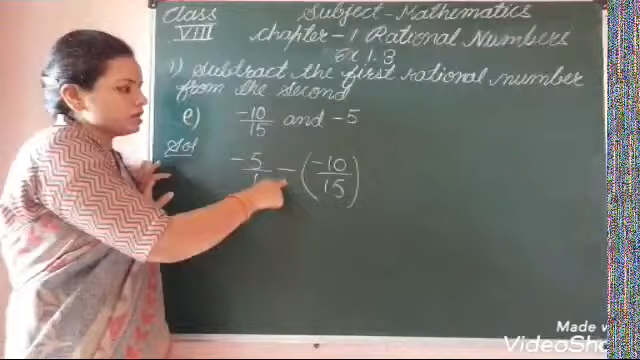 Class Subject - Mathematics
VIII Chapter - 1 Rational Numbers
Ex 1.3
1) Subtract the first rational number
from the second
e) -10/15 and -5
Sol
-5/1 - (-10/15)
Made
VideoSho